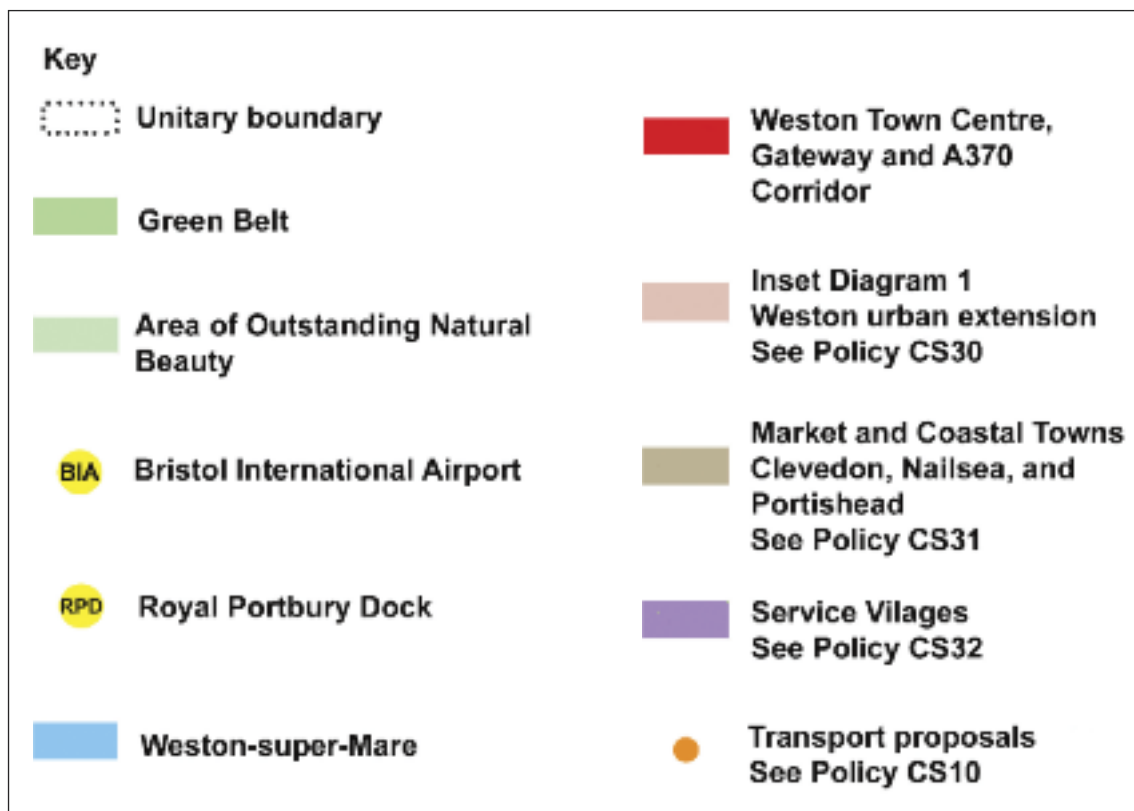 Key
Unitary boundary
Green Belt
Area of Outstanding Natural
Beauty
BIA
Bristol International Airport
RPD
Royal Portbury Dock
Weston-super-Mare
Weston Town Centre,
Gateway and A370
Corridor
Inset Diagram 1
Weston urban extension
See Policy CS30
Market and Coastal Towns
Clevedon, Nailsea, and
Portishead
See Policy CS31
Service Vilages
See Policy CS32
Transport proposals
See Policy CS10